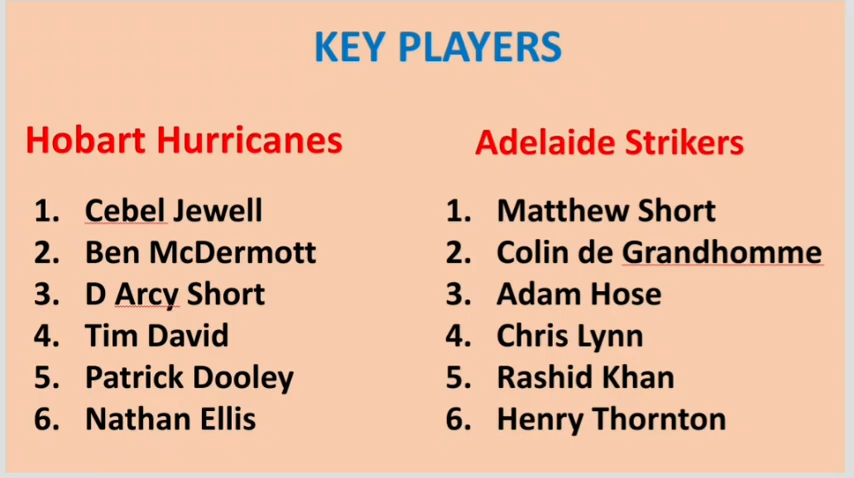 KEY PLAYERS
Hobart Hurricanes
1. Cebel Jewell
2. Ben McDermott
3. D Arcy Short
4. Tim David
5. Patrick Dooley
6. Nathan Ellis
Adelaide Strikers
1. Matthew Short
2. Colin de Grandhomme
3. Adam Hose
4. Chris Lynn
5. Rashid Khan
6. Henry Thornton